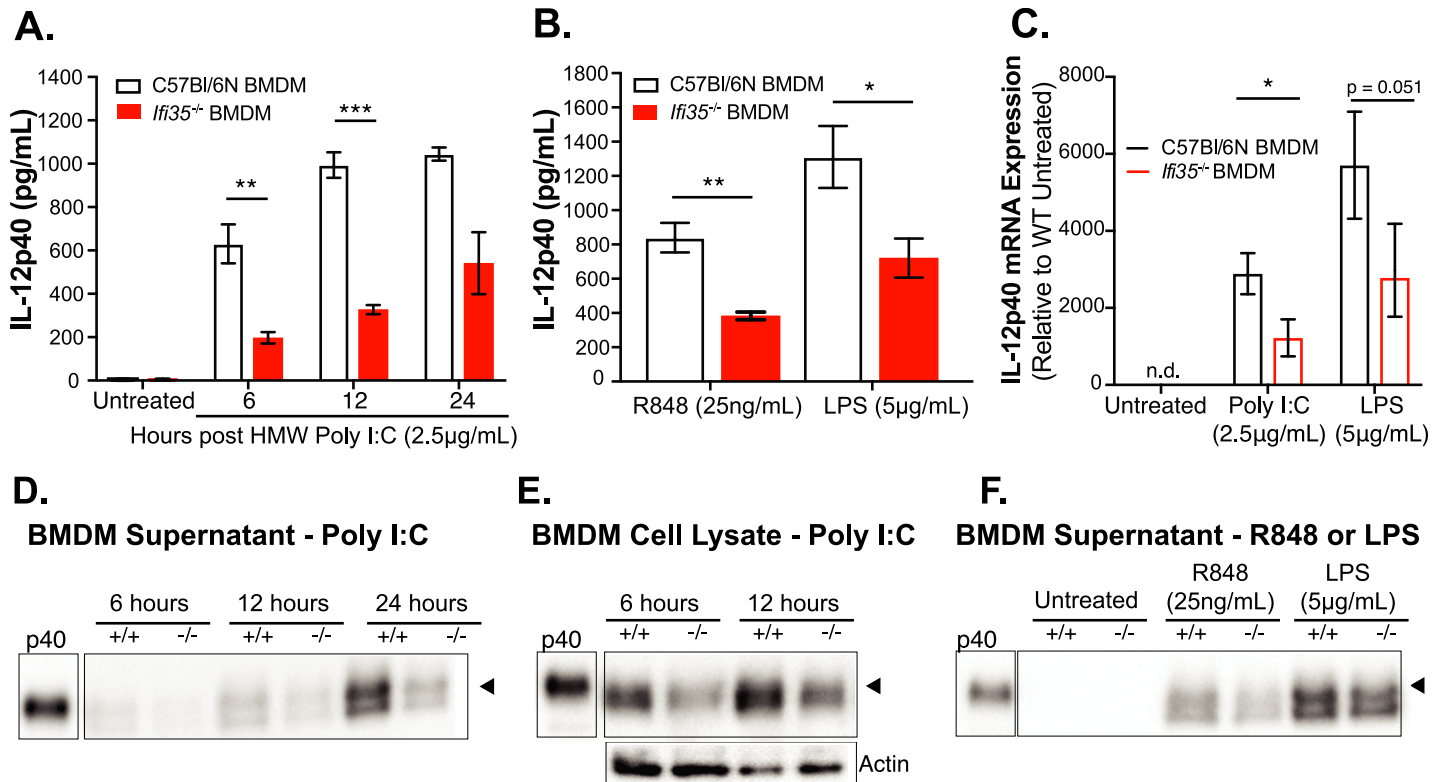 A.
IL-12p40 (pg/mL)
1400
1200
1000
800
600
400
200
0
C57Bl/6N BMDM
Ifi35-/- BMDM
**
***
Untreated
6
12
24
Hours post HMW Poly I:C (2.5µg/mL)
B.
IL-12p40 (pg/mL)
1800
1600
1400
1200
1000
800
600
400
200
0
C57Bl/6N BMDM
Ifi35-/- BMDM
**
*
R848 (25ng/mL)
LPS (5µg/mL)
C.
IL-12p40 mRNA Expression
(Relative to WT Untreated)
8000
6000
4000
2000
0
*
p = 0.051
C57Bl/6N BMDM
Ifi35-/- BMDM
n.d.
Untreated
Poly I:C
(2.5µg/mL)
LPS
(5µg/mL)
D.
BMDM Supernatant - Poly I:C
6 hours
12 hours
24 hours
p40
+/+ -/- +/+ -/- +/+ -/-
E.
BMDM Cell Lysate - Poly I:C
6 hours
12 hours
p40
+/+ -/- +/+ -/-
Actin
F.
BMDM Supernatant - R848 or LPS
Untreated
R848
(25ng/mL)
LPS
(5µg/mL)
p40
+/+ -/- +/+ -/- +/+ -/-